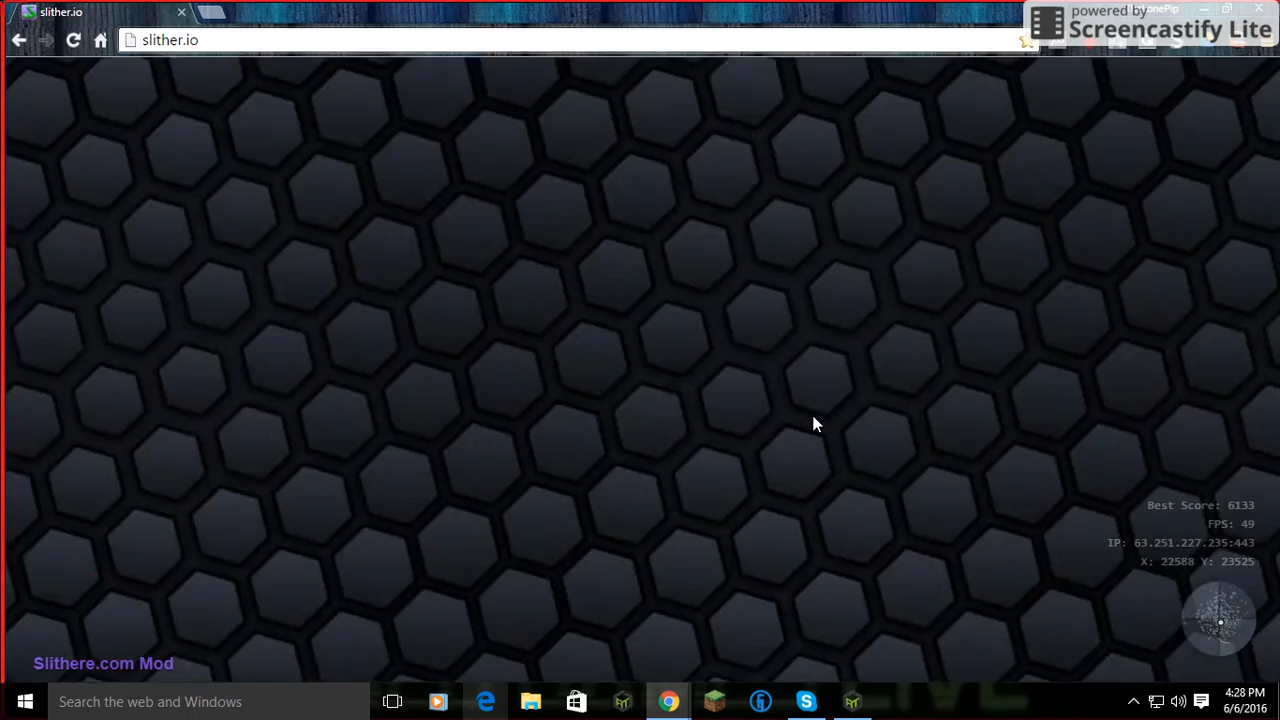 slither.io
powered by
Screencastify Lite
slither.io
Best Score: 6133
FPS: 49
IP: 63.251.227.235:443
X: 22588 Y: 23525
Slithere.com Mod
Search the web and Windows
4:28 PM
6/6/2016